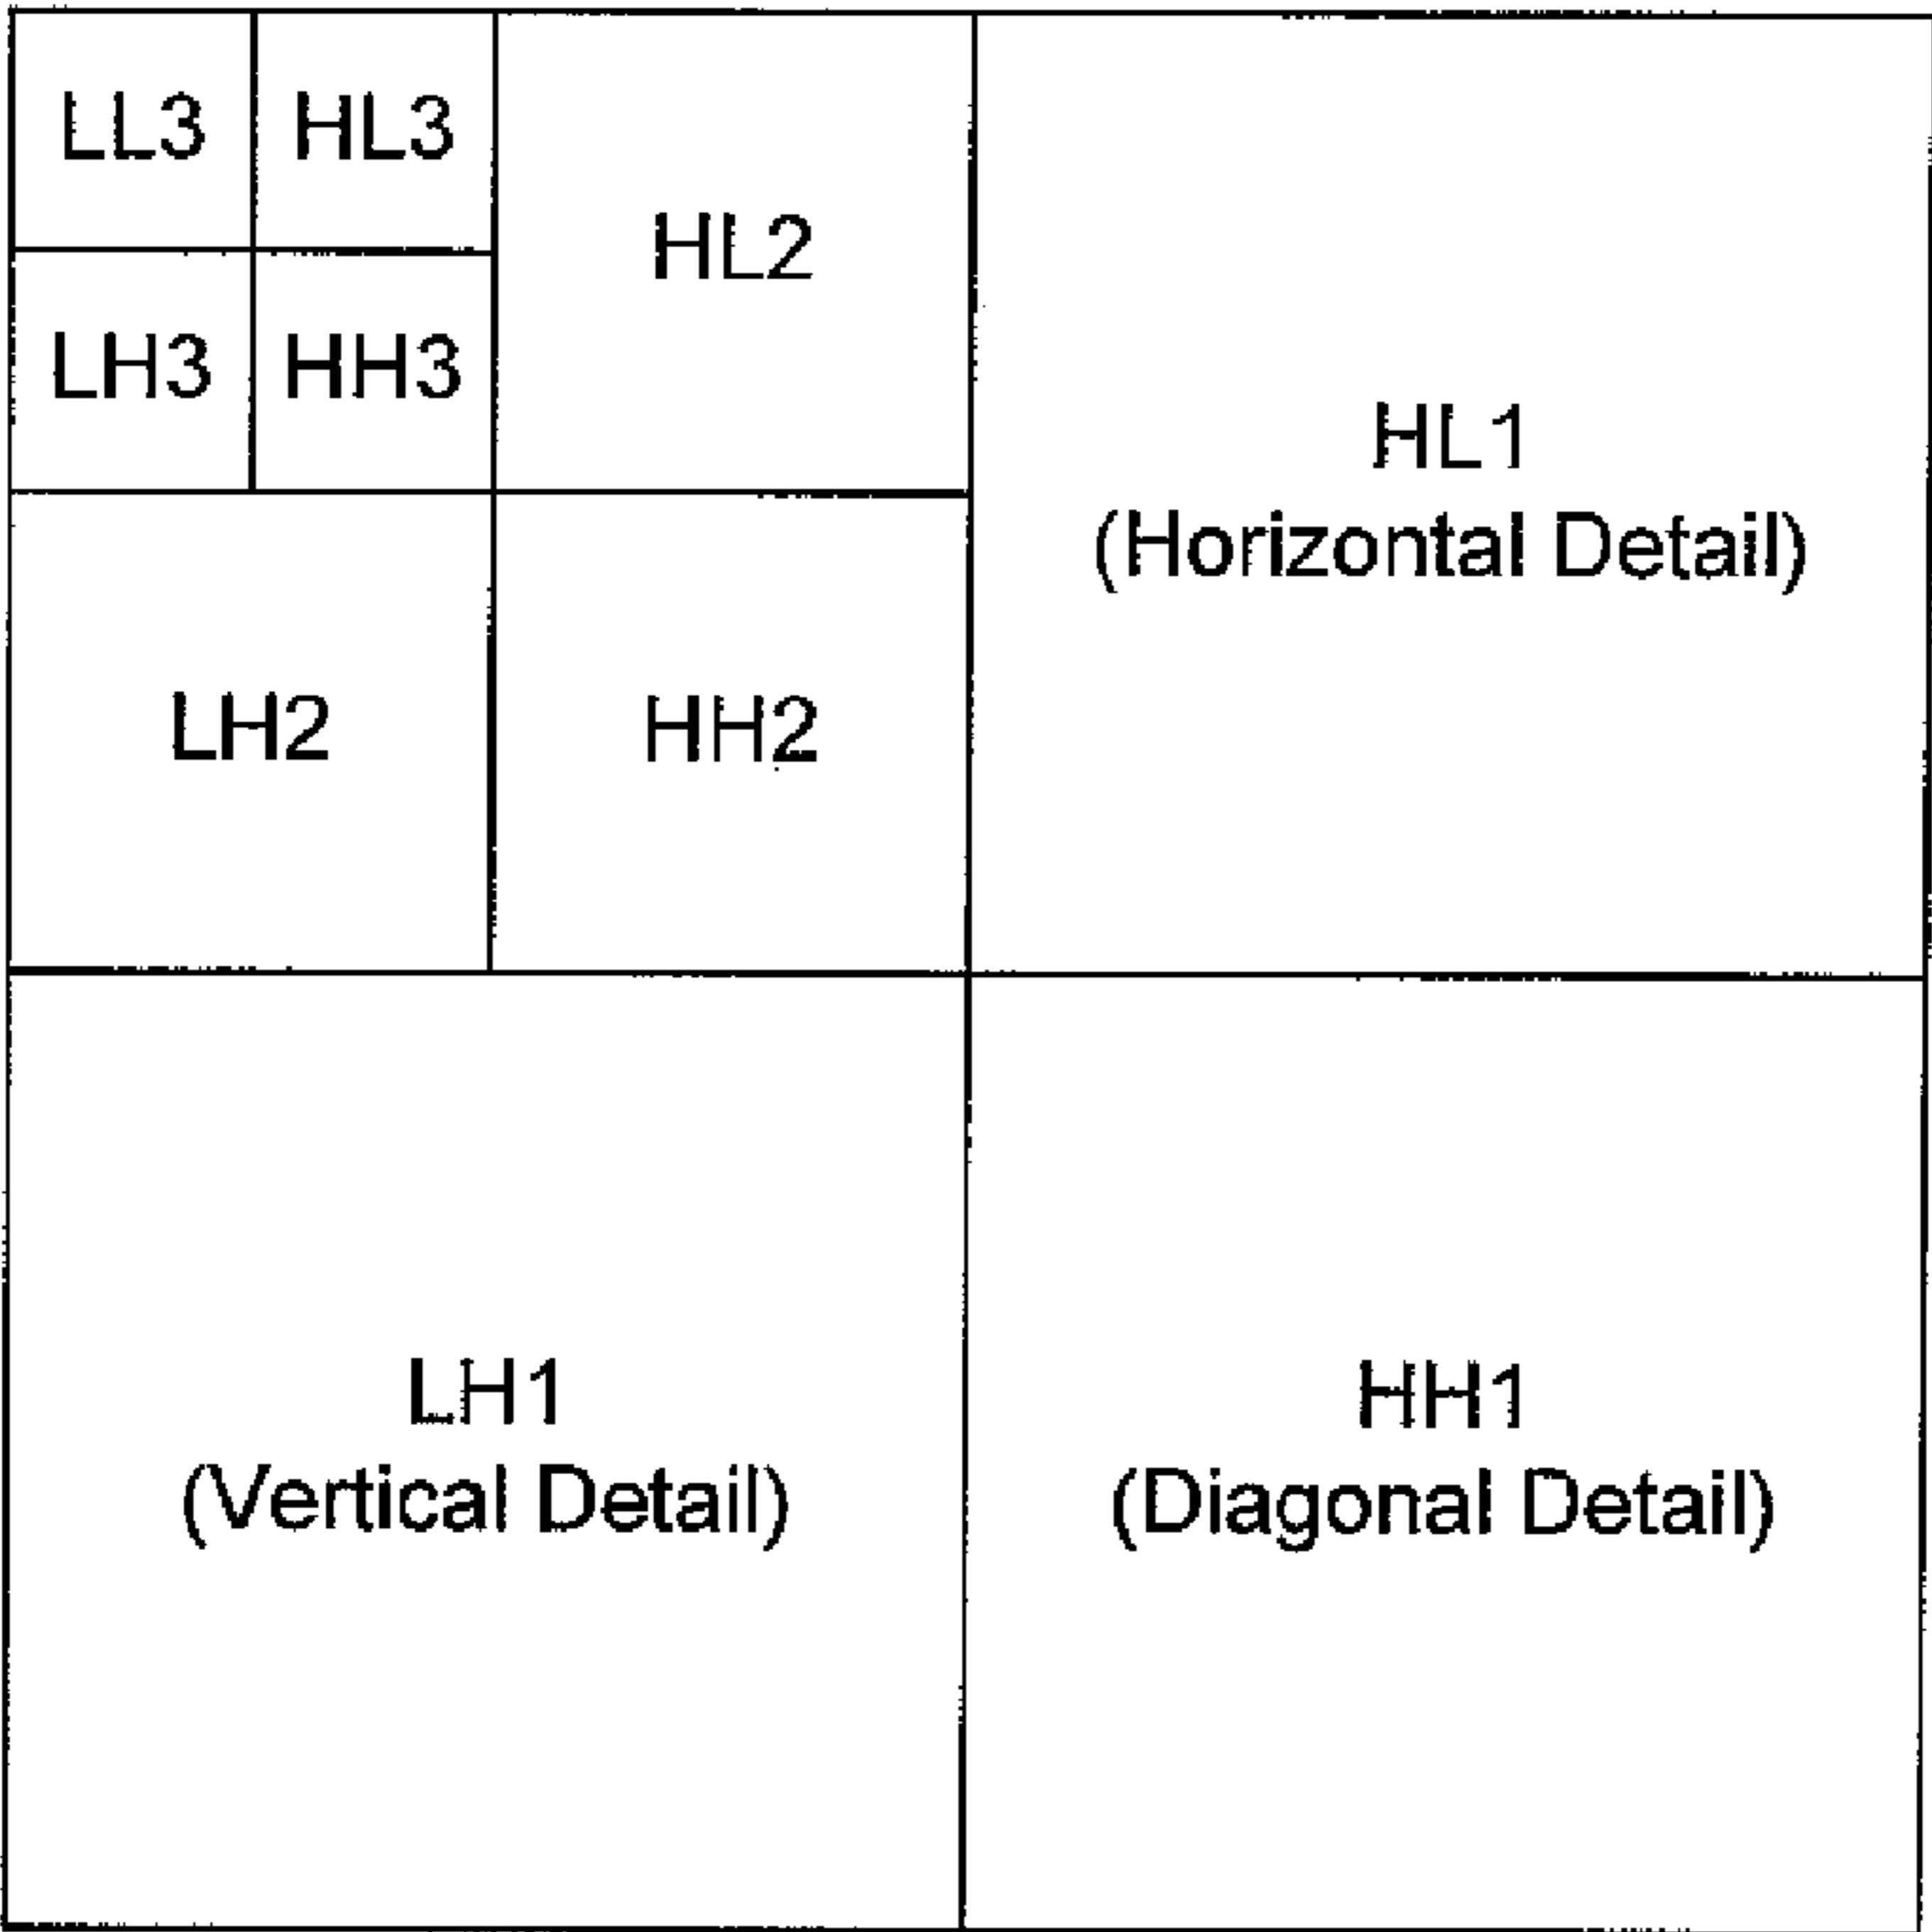 LL3 HL3
HL2
LH3 HH3
HL1
(Horizontal Detail)
LH2 HH2
LH1
(Vertical Detail)
HH1
(Diagonal Detail)